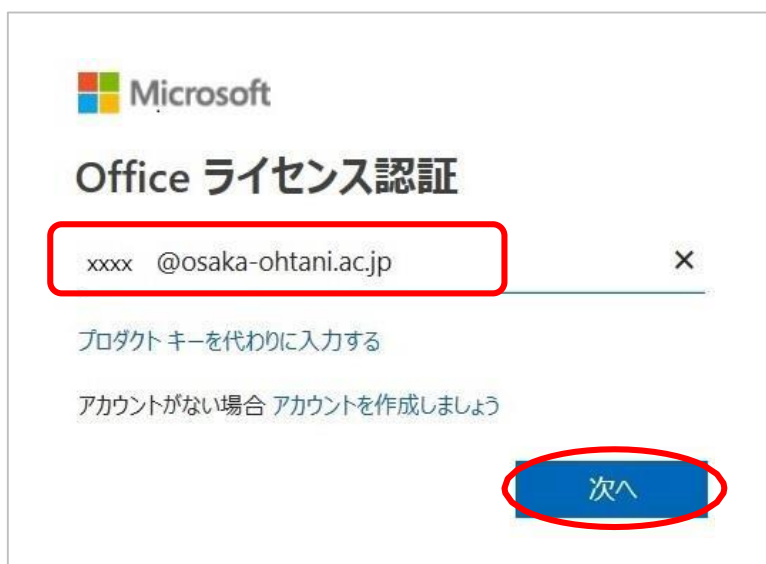 Microsoft
Office ライセンス認証
xxxx @osaka-ohtani.ac.jp ×
プロダクト キーを代わりに入力する
アカウントがない場合 アカウントを作成しましょう
次へ